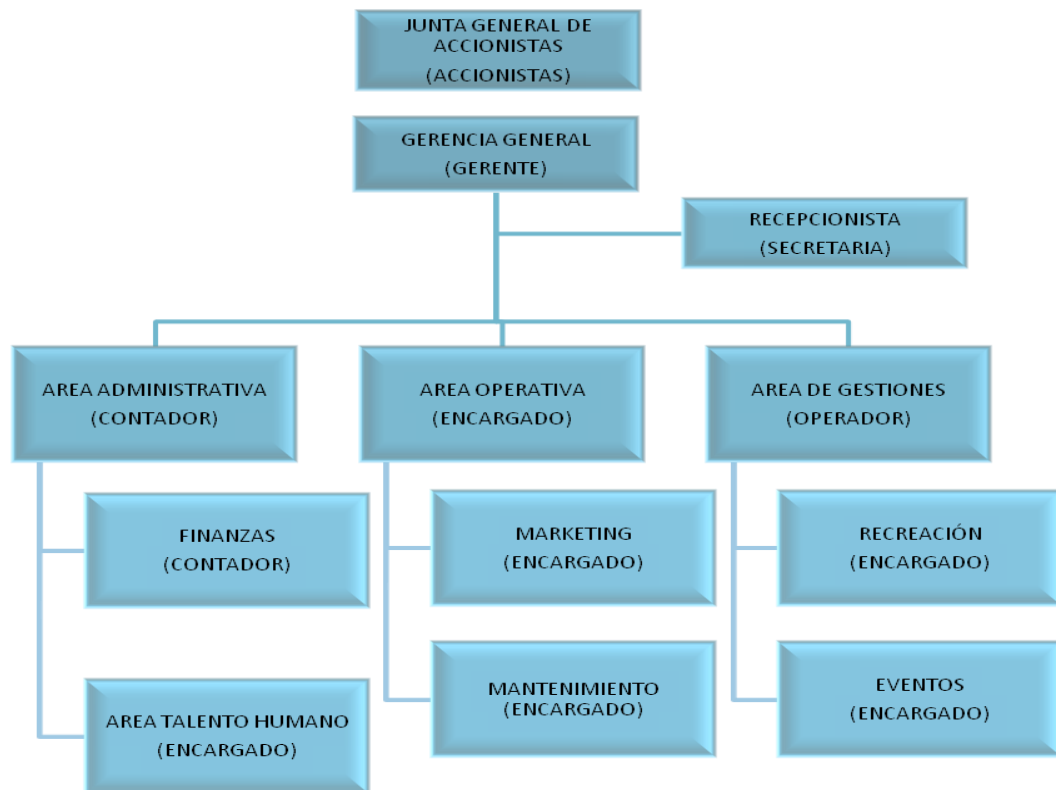 JUNTA GENERAL DE
ACCIONISTAS
(ACCIONISTAS)
GERENCIA GENERAL
(GERENTE)
RECEPCIONISTA
(SECRETARIA)
AREA ADMINISTRATIVA
(CONTADOR)
AREA OPERATIVA
(ENCARGADO)
AREA DE GESTIONES
(OPERADOR)
FINANZAS
(CONTADOR)
MARKETING
(ENCARGADO)
RECREACIÓN
(ENCARGADO)
AREA TALENTO HUMANO
(ENCARGADO)
MANTENIMIENTO
(ENCARGADO)
EVENTOS
(ENCARGADO)